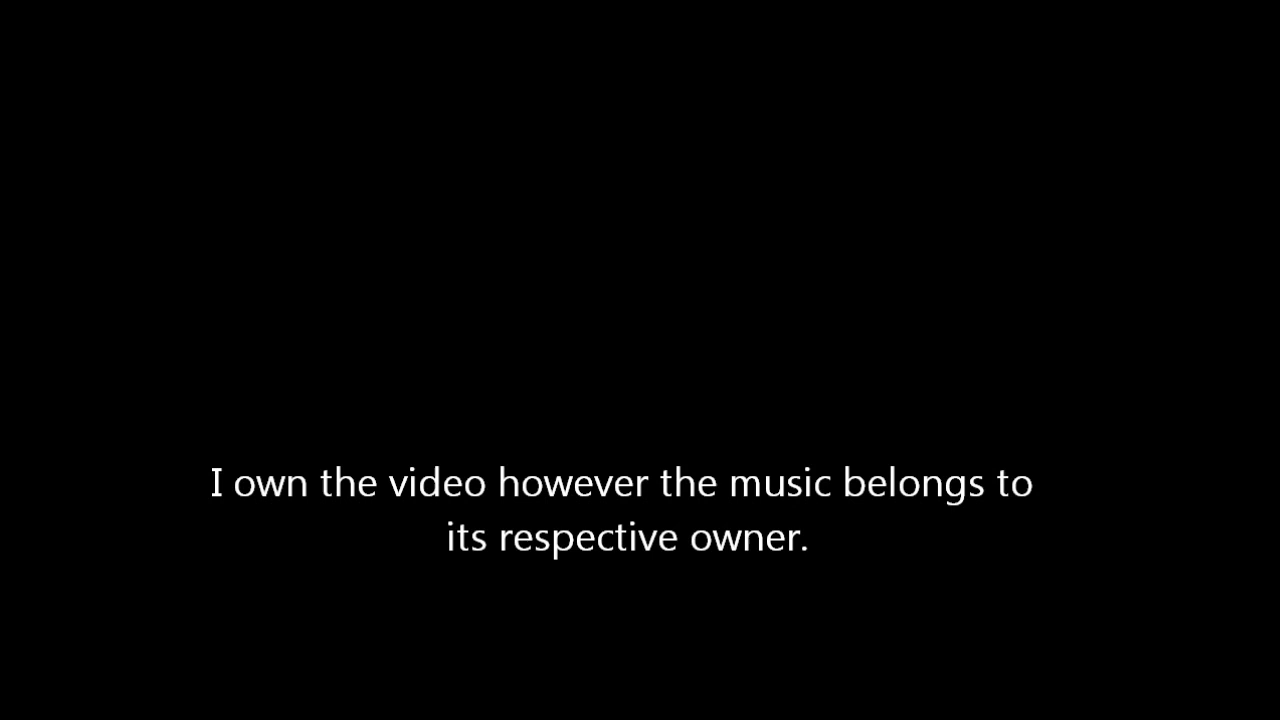 I own the video however the music belongs to
its respective owner.